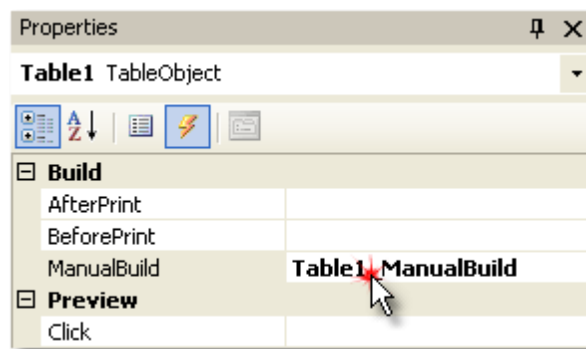 Properties
Table1 TableObject
Build
AfterPrint
BeforePrint
ManualBuild Table1_ManualBuild
Preview
Click